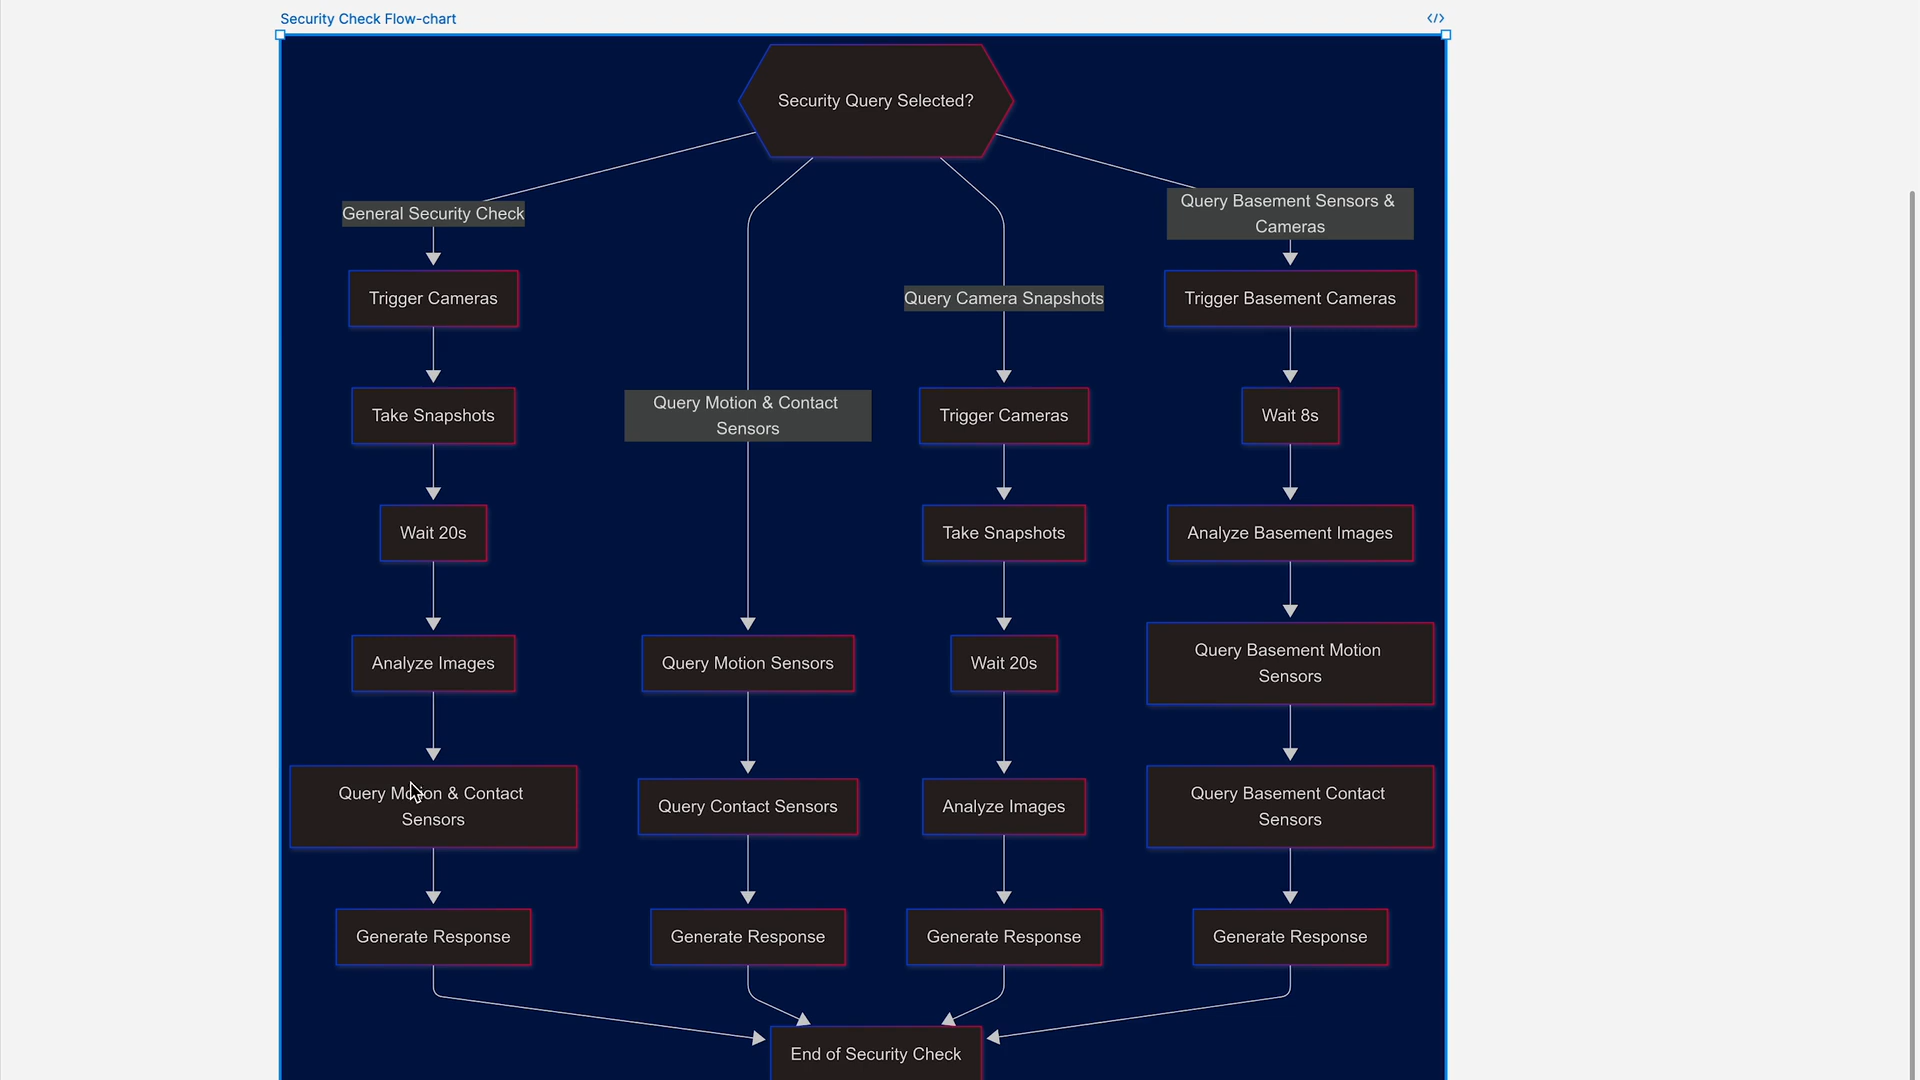 Security Check Flow-chart
</>
Security Query Selected?
General Security Check
Trigger Cameras
Take Snapshots
Wait 20s
Analyze Images
Query Motion & Contact
Sensors
Generate Response
Query Motion & Contact
Sensors
Query Motion Sensors
Query Contact Sensors
Generate Response
Query Camera Snapshots
Trigger Cameras
Take Snapshots
Wait 20s
Analyze Images
Generate Response
Query Basement Sensors &
Cameras
Trigger Basement Cameras
Wait 8s
Analyze Basement Images
Query Basement Motion
Sensors
Query Basement Contact
Sensors
Generate Response
End of Security Check